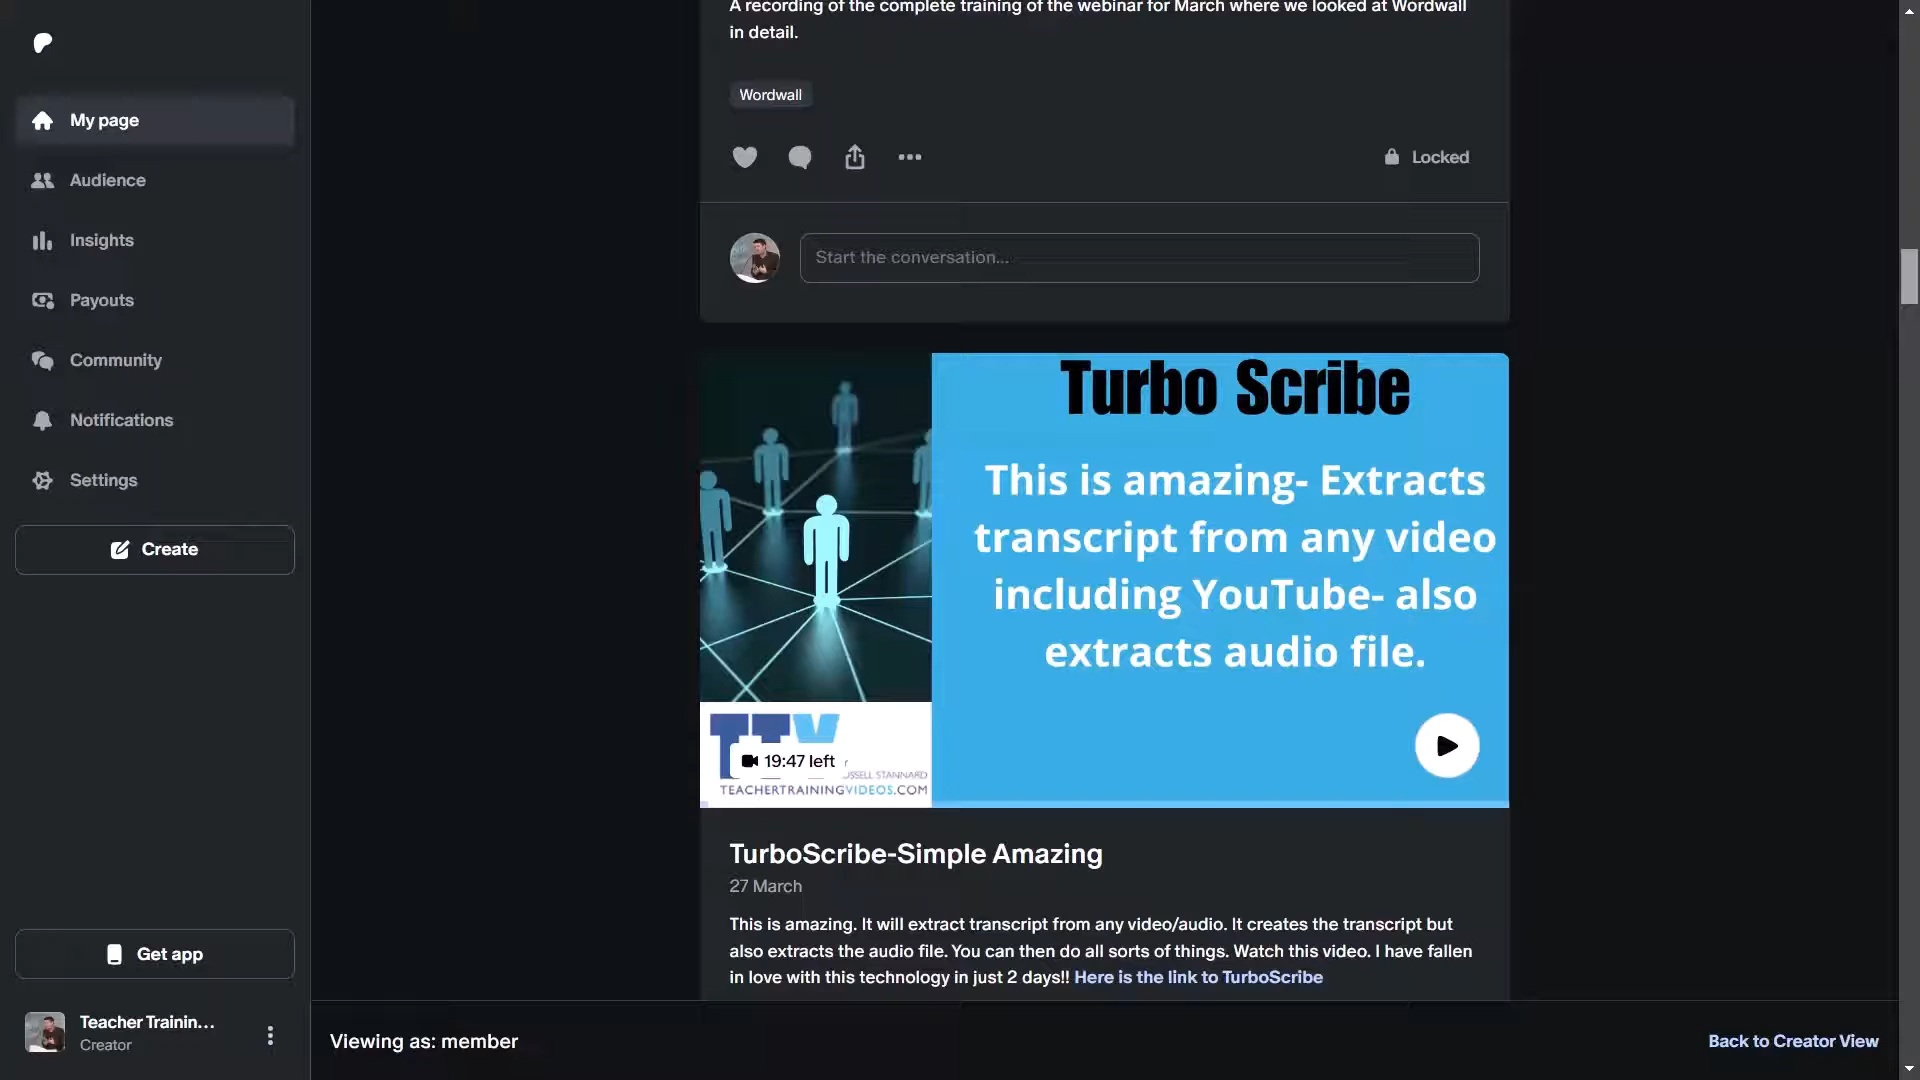 A recording of the complete training of the webinar for March where we looked at Wordwall
in detail.
Wordwall
Locked
Start the conversation...
My page
Audience
Insights
Payouts
Community
Notifications
Settings
Create
Get app
Teacher Trainin...
Creator
Turbo Scribe
This is amazing- Extracts
transcript from any video
including YouTube- also
extracts audio file.
TTV
19:47 left
USSELL STANNARD
TEACHERTRAININGVIDEOS.COM
TurboScribe-Simple Amazing
27 March
This is amazing. It will extract transcript from any video/audio. It creates the transcript but
also extracts the audio file. You can then do all sorts of things. Watch this video. I have fallen
in love with this technology in just 2 days!! Here is the link to TurboScribe
Viewing as: member
Back to Creator View